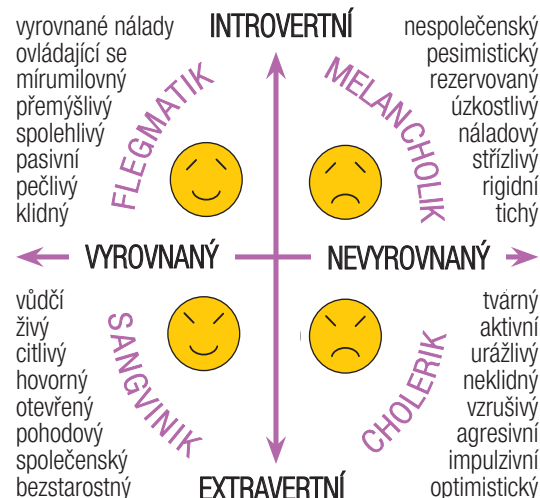 INTROVERTNÍ
vyrovnané nálady
ovládající se
mírumilovný
přemýšlivý
spolehlivý
pasivní
pečlivý
klidný
FLEGMATIK
MELANCHOLIK
nespolečenský
pesimistický
rezervovaný
úzkostlivý
náladový
střízlivý
rigidní
tichý
VYROVNANÝ
NEVYROVNANÝ
vůdčí
živý
citlivý
hovorný
otevřený
pohodový
společenský
bezstarostný
SANGVINIK
CHOLERIK
tvárný
aktivní
urážlivý
neklidný
vzrušivý
agresivní
impulzivní
optimistický
EXTRAVERTNÍ